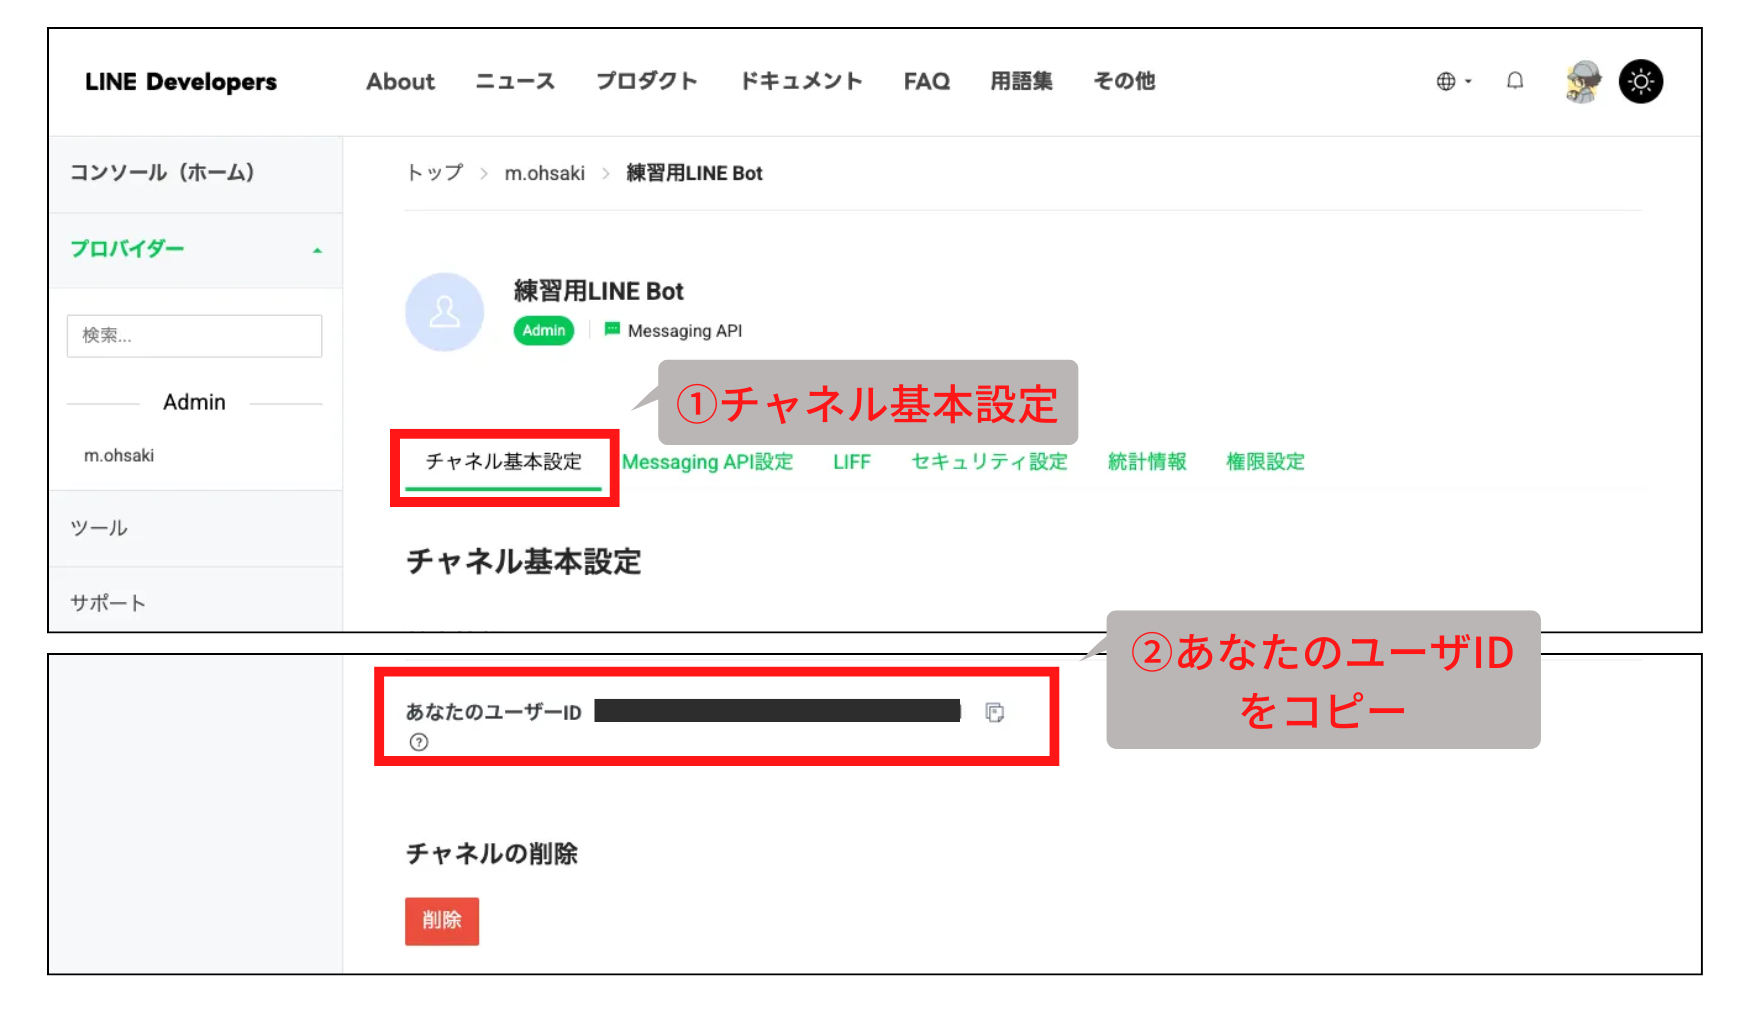 LINE Developers About ニュース プロダクト ドキュメント FAQ 用語集 その他
コンソール（ホーム）
トップ > m.ohsaki > 練習用LINE Bot
プロバイダー
検索...
Admin
m.ohsaki
ツール
サポート
練習用LINE Bot
Admin Messaging API
①チャネル基本設定
チャネル基本設定 Messaging API設定 LIFF セキュリティ設定 統計情報 権限設定
チャネル基本設定
②あなたのユーザID
をコピー
あなたのユーザーID
チャネルの削除
削除